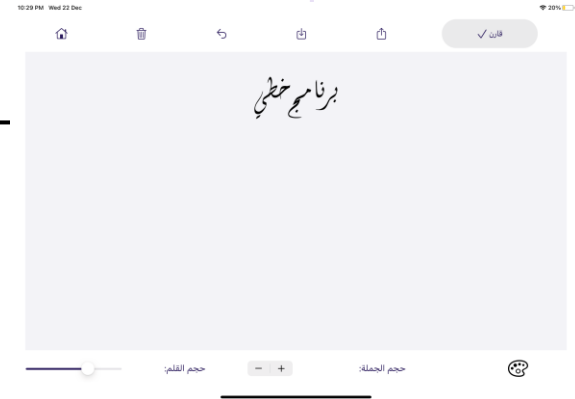 10:29 PM Wed 22 Dec
20%
قارن
برنامج خطي
حجم القلم:
حجم الجملة: